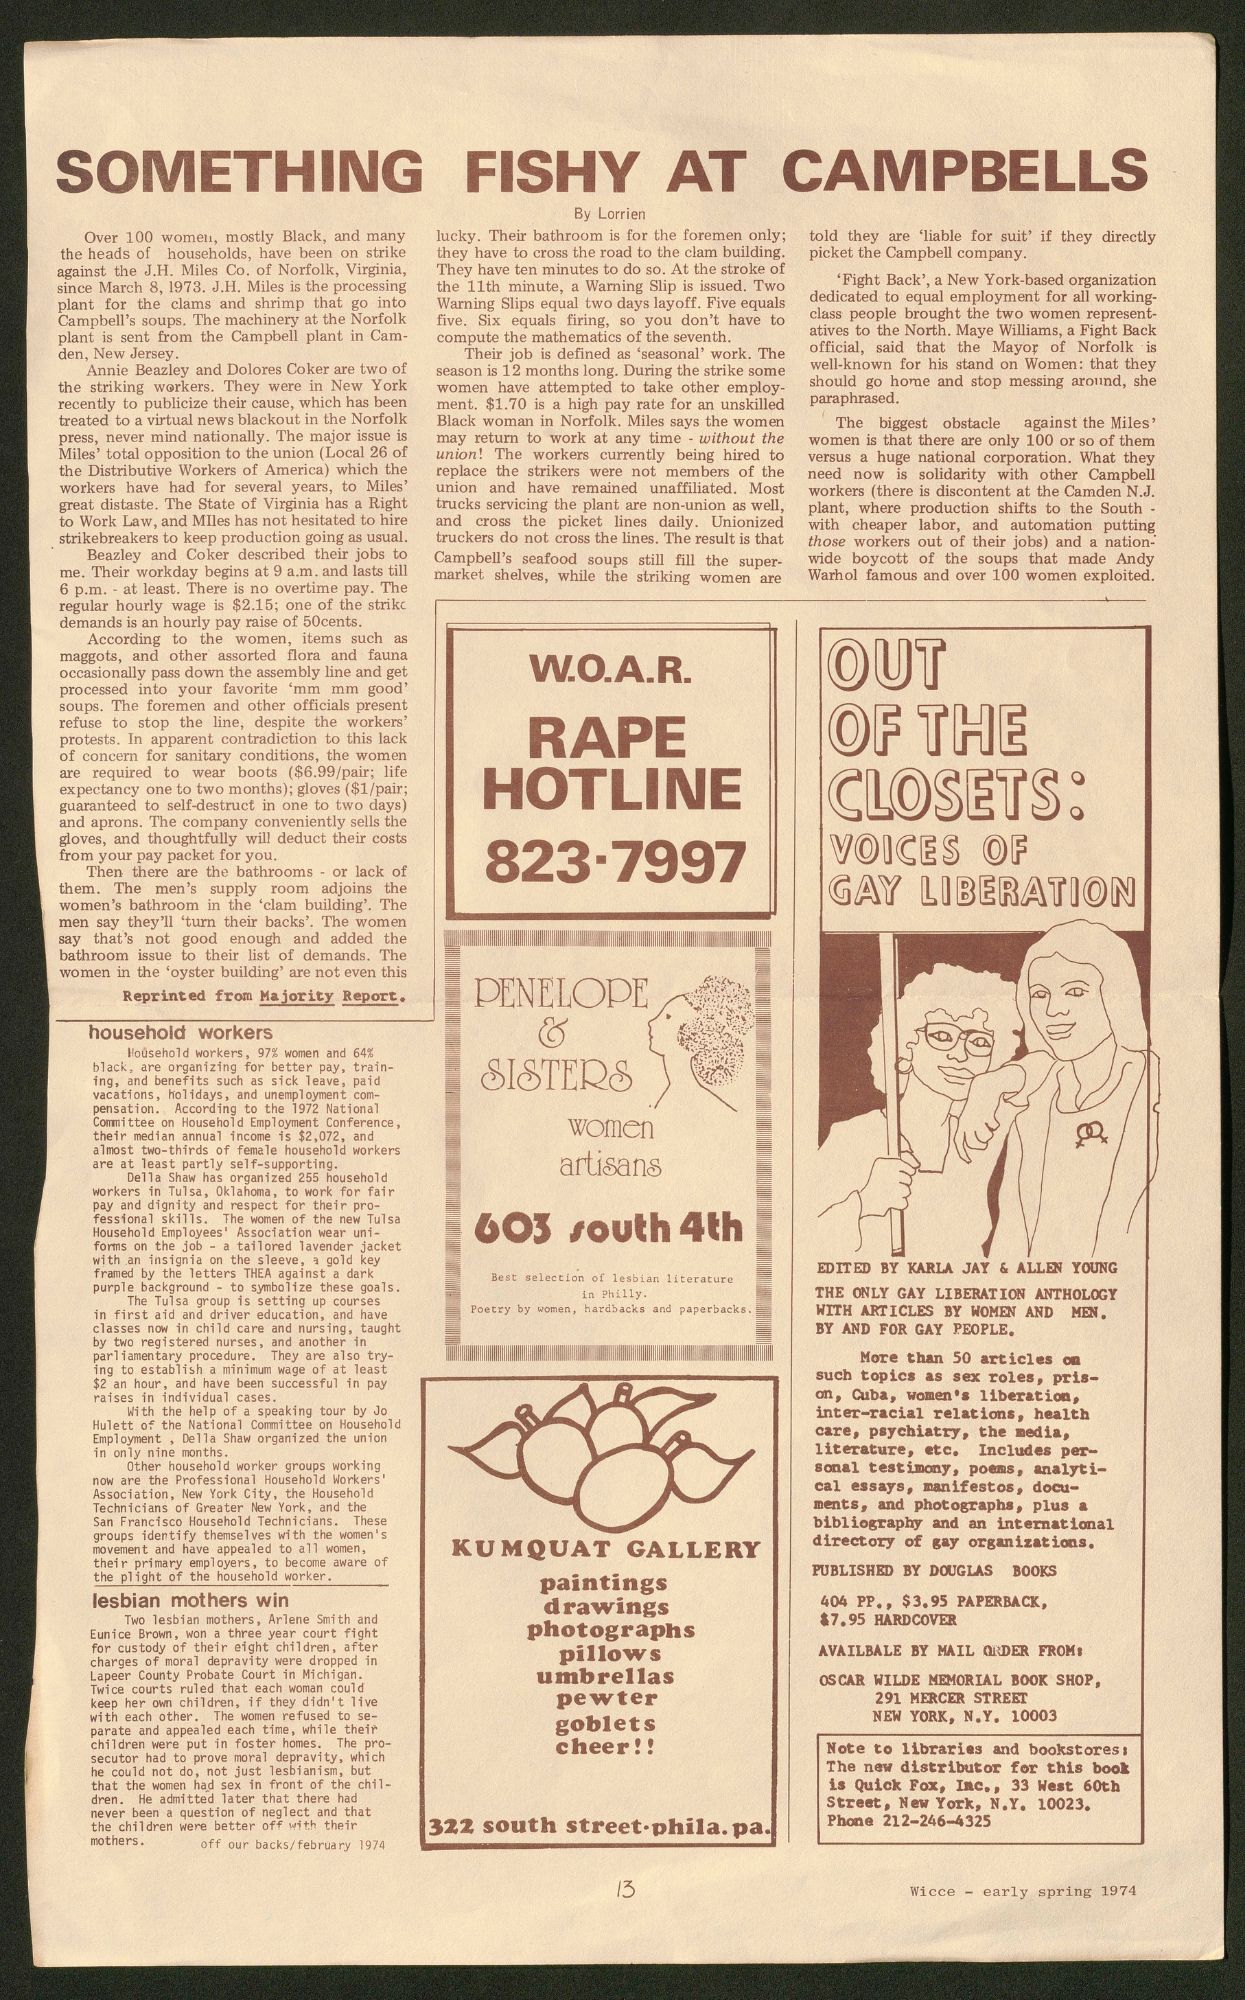 SOMETHING FISHY AT CAMPBELLS
By Lorrien
Over 100 women, mostly Black, and many
the heads of households, have been on strike
against the J.H. Miles Co. of Norfolk, Virginia,
since March 8, 1973. J.H. Miles is the processing
plant for the clams and shrimp that go into
Campbell's soups. The machinery at the Norfolk
plant is sent from the Campbell plant in Cam-
den, New Jersey.
Annie Beazley and Dolores Coker are two of
the striking workers. They were in New York
recently to publicize their cause, which has been
treated to a virtual news blackout in the Norfolk
press, never mind nationally. The major issue is
Miles' total opposition to the union (Local 26 of
the Distributive Workers of America) which the
workers have had for several years, to Miles'
great distaste. The State of Virginia has a Right
to Work Law, and MIles has not hesitated to hire
strikebreakers to keep production going as usual.
Beazley and Coker described their jobs to
me. Their workday begins at 9 a.m. and lasts till
6 p.m. - at least. There is no overtime pay. The
regular hourly wage is $2.15; one of the strike
demands is an hourly pay raise of 50cents.
According to the women, items such as
maggots, and other assorted flora and fauna
occasionally pass down the assembly line and get
processed into your favorite 'mm mm good'
soups. The foremen and other officials present
refuse to stop the line, despite the workers'
protests. In apparent contradiction to this lack
of concern for sanitary conditions, the women
are required to wear boots ($6.99/pair; life
expectancy one to two months); gloves ($1/pair;
guaranteed to self-destruct in one to two days)
and aprons. The company conveniently sells the
gloves, and thoughtfully will deduct their costs
from your pay packet for you.
Then there are the bathrooms - or lack of
them. The men's supply room adjoins the
women's bathroom in the 'clam building'. The
men say they'll 'turn their backs'. The women
say that's not good enough and added the
bathroom issue to their list of demands. The
women in the 'oyster building' are not even this
lucky. Their bathroom is for the foremen only;
they have to cross the road to the clam building.
They have ten minutes to do so. At the stroke of
the 11th minute, a Warning Slip is issued. Two
Warning Slips equal two days layoff. Five equals
five. Six equals firing, so you don't have to
compute the mathematics of the seventh.
Their job is defined as 'seasonal' work. The
season is 12 months long. During the strike some
women have attempted to take other employ-
ment. $1.70 is a high pay rate for an unskilled
Black woman in Norfolk. Miles says the women
may return to work at any time - without the
union! The workers currently being hired to
replace the strikers were not members of the
union and have remained unaffiliated. Most
trucks servicing the plant are non-union as well,
and cross the picket lines daily. Unionized
truckers do not cross the lines. The result is that
Campbell's seafood soups still fill the super-
market shelves, while the striking women are
told they are 'liable for suit' if they directly
picket the Campbell company.
'Fight Back', a New York-based organization
dedicated to equal employment for all working-
class people brought the two women represent-
atives to the North. Maye Williams, a Fight Back
official, said that the Mayor of Norfolk is
well-known for his stand on Women: that they
should go home and stop messing around, she
paraphrased.
The biggest obstacle against the Miles'
women is that there are only 100 or so of them
versus a huge national corporation. What they
need now is solidarity with other Campbell
workers (there is discontent at the Camden N.J.
plant, where production shifts to the South -
with cheaper labor, and automation putting
those workers out of their jobs) and a nation-
wide boycott of the soups that made Andy
Warhol famous and over 100 women exploited.
Reprinted from Majority Report.
household workers
Household workers, 97% women and 64%
black, are organizing for better pay, train-
ing, and benefits such as sick leave, paid
vacations, holidays, and unemployment com-
pensation. According to the 1972 National
Committee on Household Employment Conference,
their median annual income is $2,072, and
almost two-thirds of female household workers
are at least partly self-supporting.
Della Shaw has organized 255 household
workers in Tulsa, Oklahoma, to work for fair
pay and dignity and respect for their pro-
fessional skills. The women of the new Tulsa
Household Employees' Association wear uni-
forms on the job - a tailored lavender jacket
with an insignia on the sleeve, a gold key
framed by the letters THEA against a dark
purple background - to symbolize these goals.
The Tulsa group is setting up courses
in first aid and driver education, and have
classes now in child care and nursing, taught
by two registered nurses, and another in
parliamentary procedure. They are also try-
ing to establish a minimum wage of at least
$2 an hour, and have been successful in pay
raises in individual cases.
With the help of a speaking tour by Jo
Hulett of the National Committee on Household
Employment , Della Shaw organized the union
in only nine months.
Other household worker groups working
now are the Professional Household Workers'
Association, New York City, the Household
Technicians of Greater New York, and the
San Francisco Household Technicians. These
groups identify themselves with the women's
movement and have appealed to all women,
their primary employers, to become aware of
the plight of the household worker.
lesbian mothers win
Two lesbian mothers, Arlene Smith and
Eunice Brown, won a three year court fight
for custody of their eight children, after
charges of moral depravity were dropped in
Lapeer County Probate Court in Michigan.
Twice courts ruled that each woman could
keep her own children, if they didn't live
with each other. The women refused to se-
parate and appealed each time, while their
children were put in foster homes. The pro-
secutor had to prove moral depravity, which
he could not do, not just lesbianism, but
that the women had sex in front of the chil-
dren. He admitted later that there had
never been a question of neglect and that
the children were better off with their
mothers. off our backs/february 1974
W.O.A.R.
RAPE
HOTLINE
823-7997
PENELOPE
&
SISTERS
women
artisans
603 south 4th
Best selection of lesbian literature
in Philly.
Poetry by women, hardbacks and paperbacks.
KUMQUAT GALLERY
paintings
drawings
photographs
pillows
umbrellas
pewter
goblets
cheer!!
322 south street·phila. pa.
OUT
OF THE
CLOSETS:
VOICES OF
GAY LIBERATION
EDITED BY KARLA JAY & ALLEN YOUNG
THE ONLY GAY LIBERATION ANTHOLOGY
WITH ARTICLES BY WOMEN AND MEN,
BY AND FOR GAY PEOPLE.
More than 50 articles on
such topics as sex roles, pris-
on, Cuba, women's liberation,
inter-racial relations, health
care, psychiatry, the media,
literature, etc. Includes per-
sonal testimony, poems, analyti-
cal essays, manifestos, docu-
ments, and photographs, plus a
bibliography and an international
directory of gay organizations.
PUBLISHED BY DOUGLAS BOOKS
404 PP., $3.95 PAPERBACK,
$7.95 HARDCOVER
AVAILBALE BY MAIL ORDER FROM:
OSCAR WILDE MEMORIAL BOOK SHOP,
291 MERCER STREET
NEW YORK, N.Y. 10003
Note to libraries and bookstores:
The new distributor for this book
is Quick Fox, Inc., 33 West 60th
Street, New York, N.Y. 10023.
Phone 212-246-4325
13
Wicce - early spring 1974